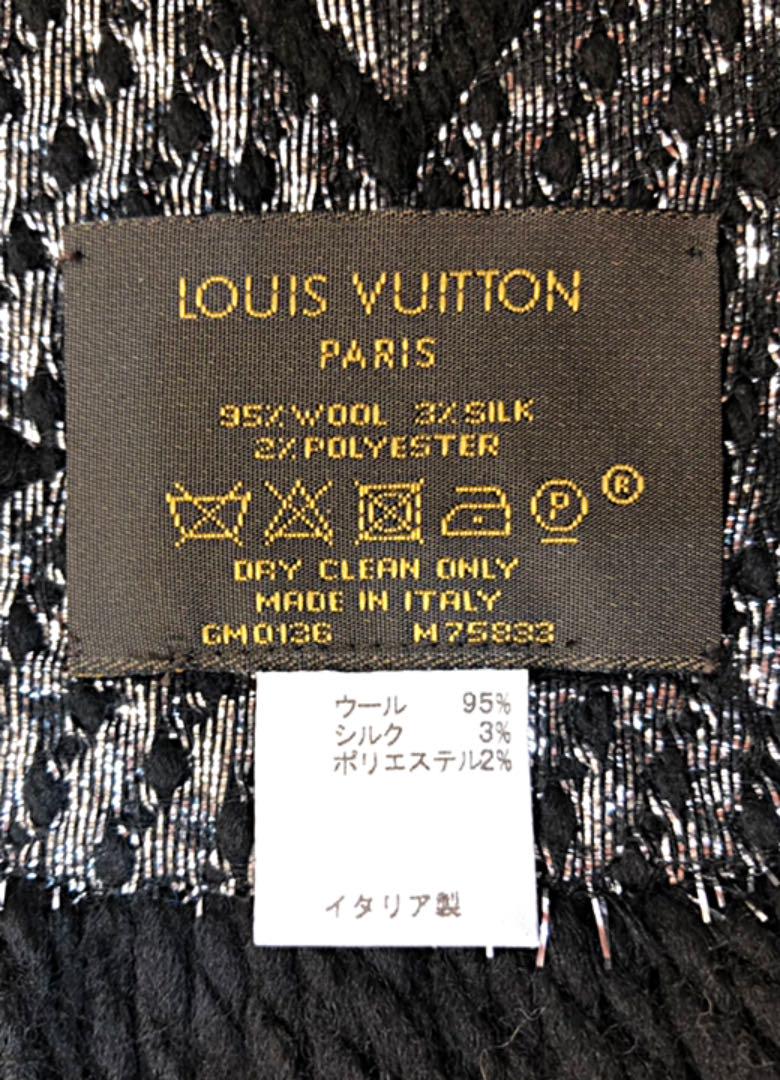 LOUIS VUITTON
PARIS
95% WOOL 3% SILK
2% POLYESTER
P ®
DRY CLEAN ONLY
MADE IN ITALY
GM0136 M75833
ウール 95%
シルク 3%
ポリエステル2%
イタリア製